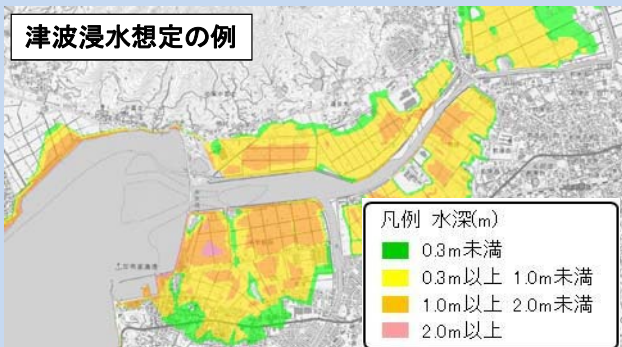 津波浸水想定の例
凡例 水深(m)
0.3m未満
0.3m以上 1.0m未満
1.0m以上 2.0m未満
2.0m以上